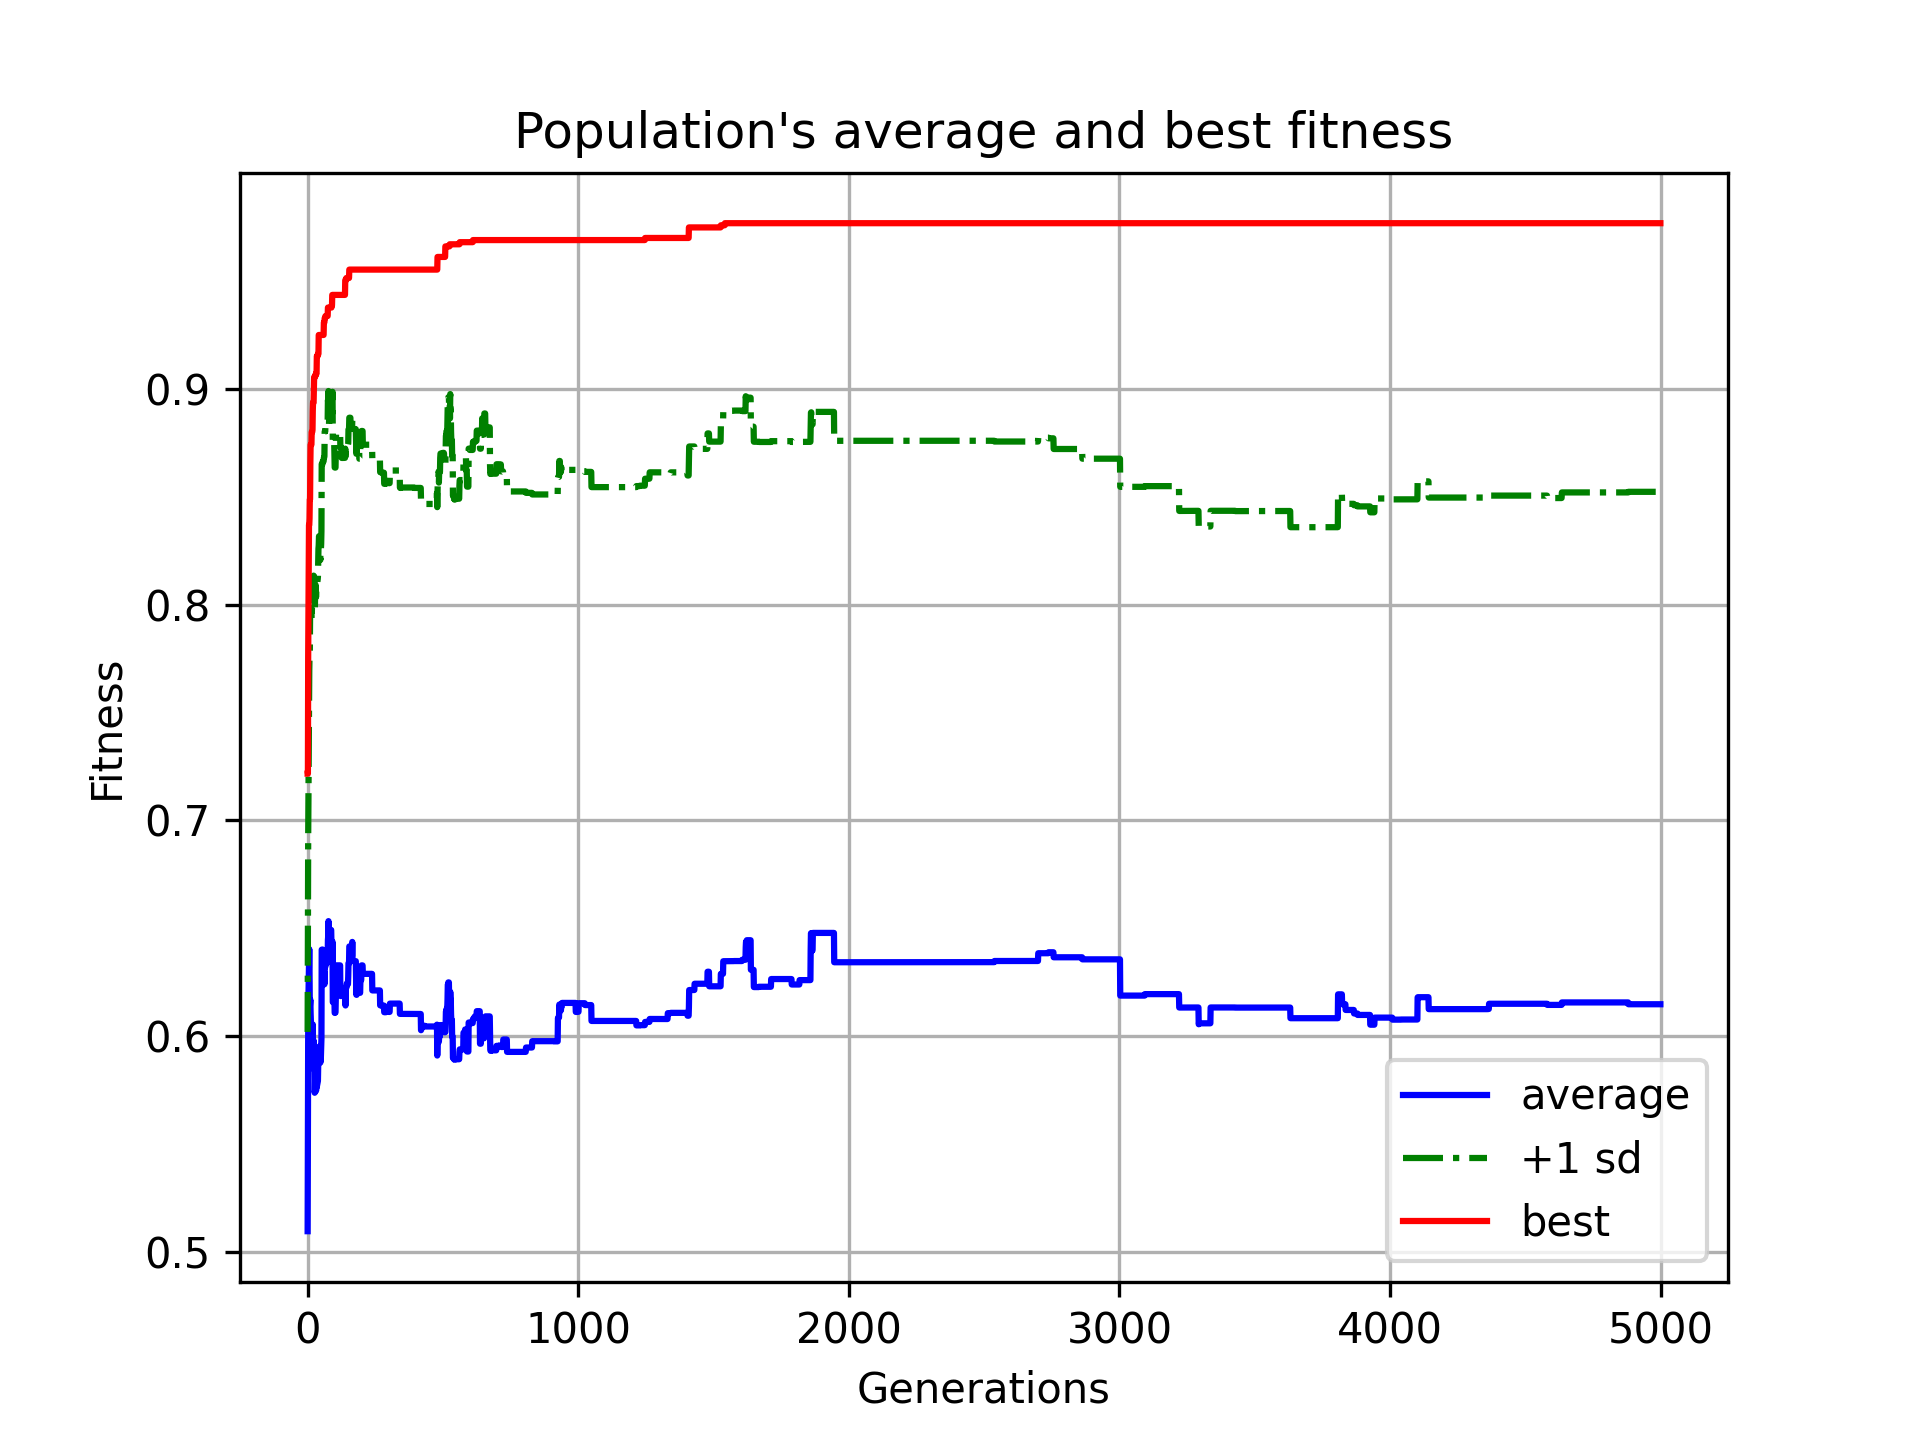 Population's average and best fitness
Fitness
0.9
0.8
0.7
0.6
0.5
0 1000 2000 3000 4000 5000
Generations
average
+1 sd
best